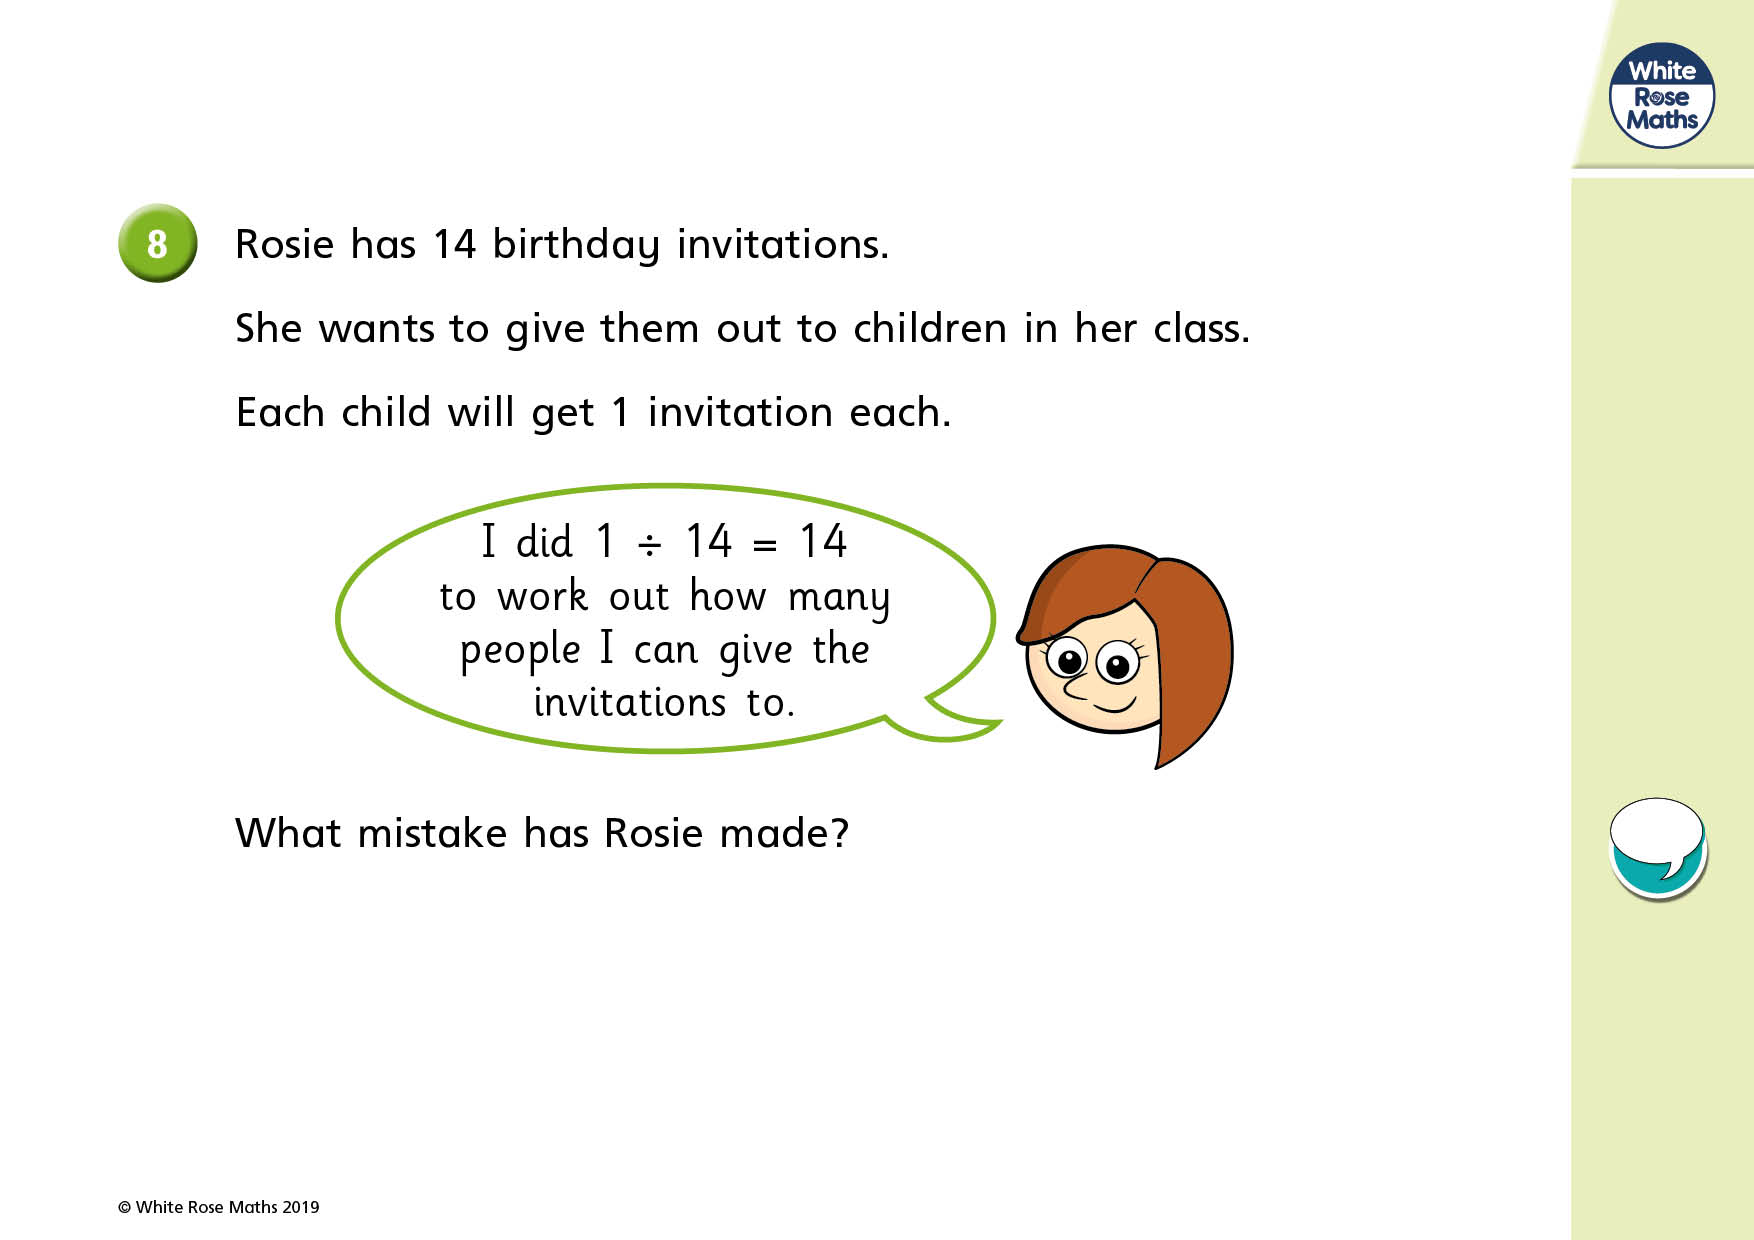 White
Rose
Maths
8 Rosie has 14 birthday invitations.
She wants to give them out to children in her class.
Each child will get 1 invitation each.
I did 1 ÷ 14 = 14
to work out how many
people I can give the
invitations to.
What mistake has Rosie made?
© White Rose Maths 2019